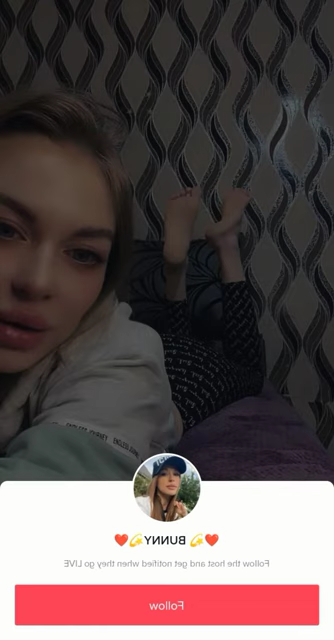 ❤️💫 BUNNY 💫❤️
Follow the host and get notified when they go LIVE
Follow